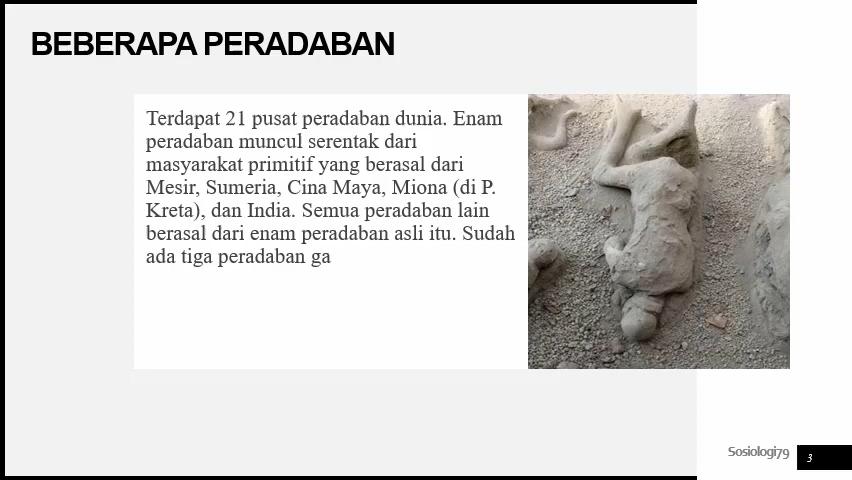 BEBERAPA PERADABAN
Terdapat 21 pusat peradaban dunia. Enam
peradaban muncul serentak dari
masyarakat primitif yang berasal dari
Mesir, Sumeria, Cina Maya, Miona (di P.
Kreta), dan India. Semua peradaban lain
berasal dari enam peradaban asli itu. Sudah
ada tiga peradaban ga
Sosiologi79
3